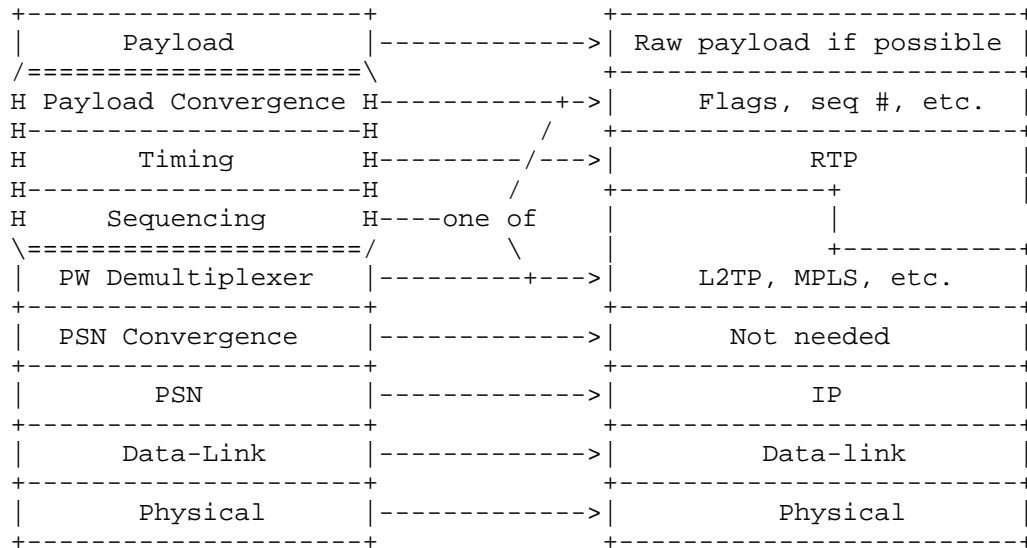 Payload Raw payload if possible
Payload Convergence Flags, seq #, etc.
Timing RTP
Sequencing one of
PW Demultiplexer L2TP, MPLS, etc.
PSN Convergence Not needed
PSN IP
Data-Link Data-link
Physical Physical